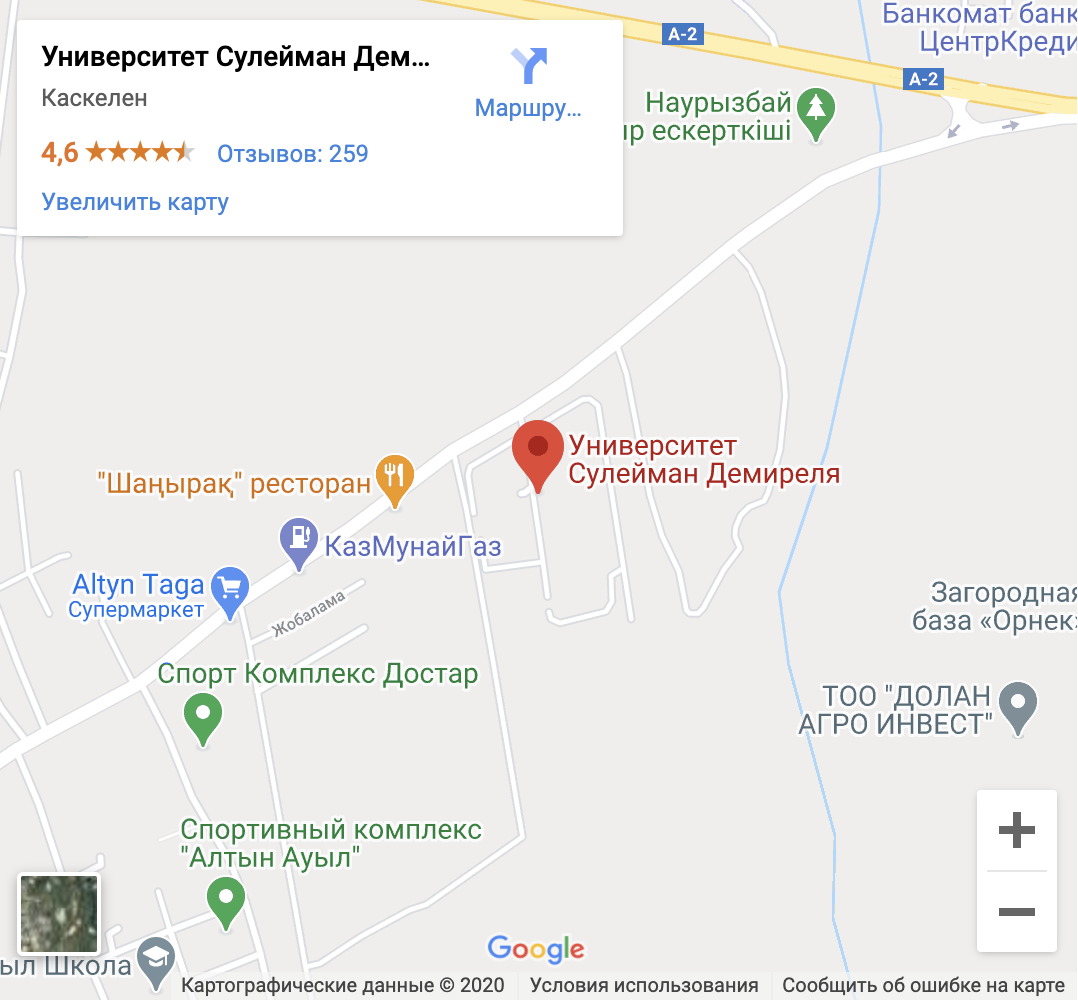 Университет Сулейман Дем...
Каскелен
4,6
Отзывов: 259
Увеличить карту
Маршру...
A-2
A-2
Банкомат банк
ЦентрКреди
Наурызбай
ескерткіші
Университет
Сулейман Демиреля
"Шаңырақ" ресторан
КазМунайГаз
Altyn Taga
Супермаркет
Жобалама
Загородная
база «Орнек
Спорт Комплекс Достар
ТОО "ДОЛАН
АГРО ИНВЕСТ"
Спортивный комплекс
"Алтын Ауыл"
ыл Школа
Google
Картографические данные © 2020
Условия использования
Сообщить об ошибке на карте